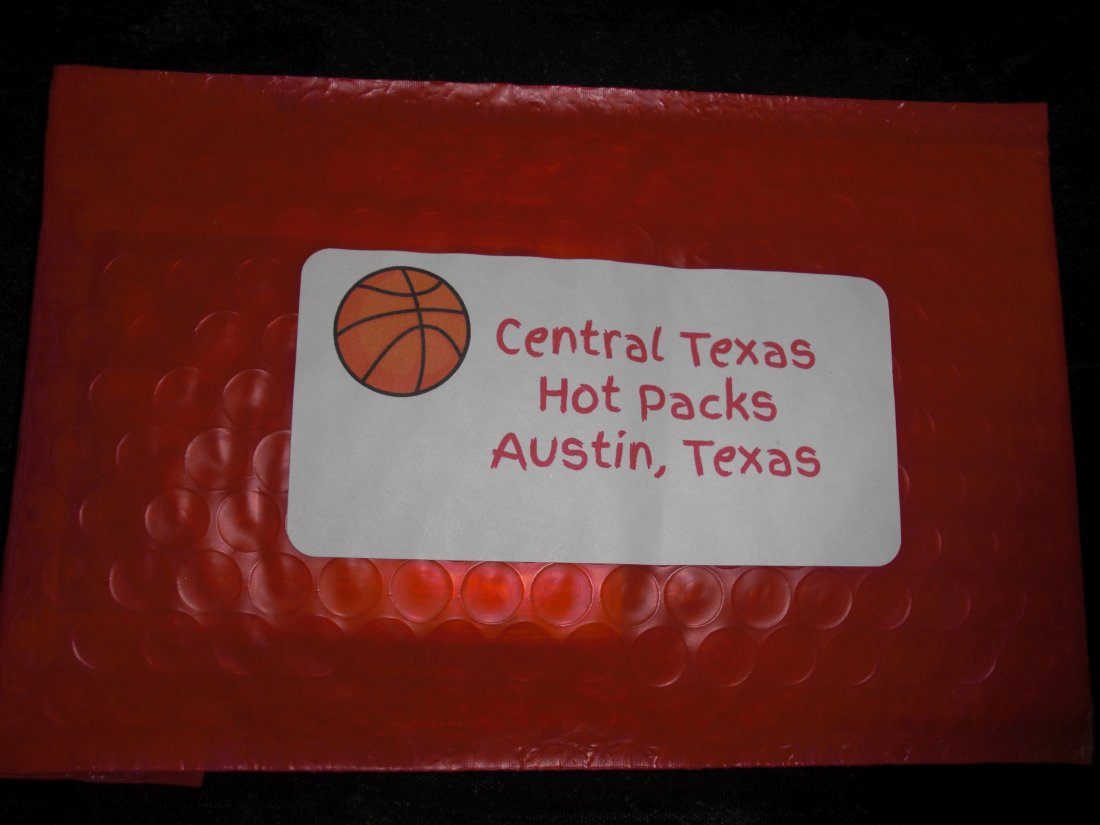 Central Texas
Hot Packs
Austin, Texas